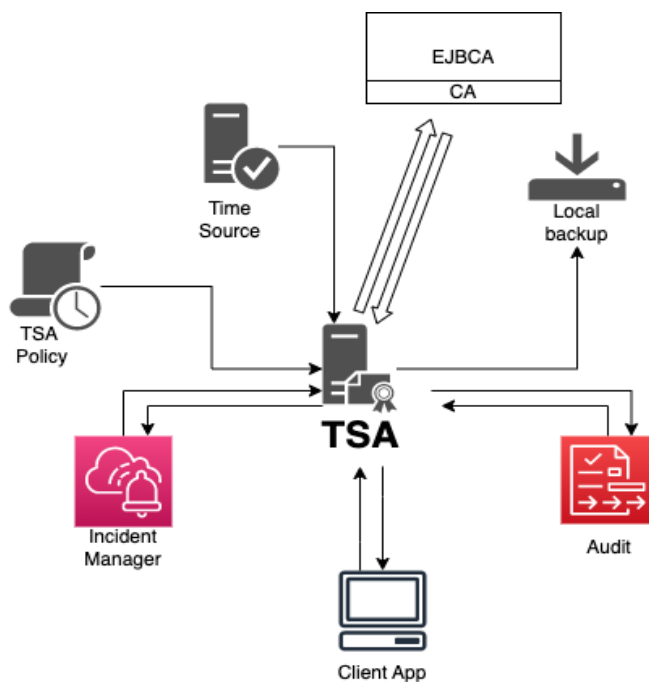 EJBCA
CA
Time
Source
Local
backup
TSA
Policy
TSA
Incident
Manager
Audit
Client App